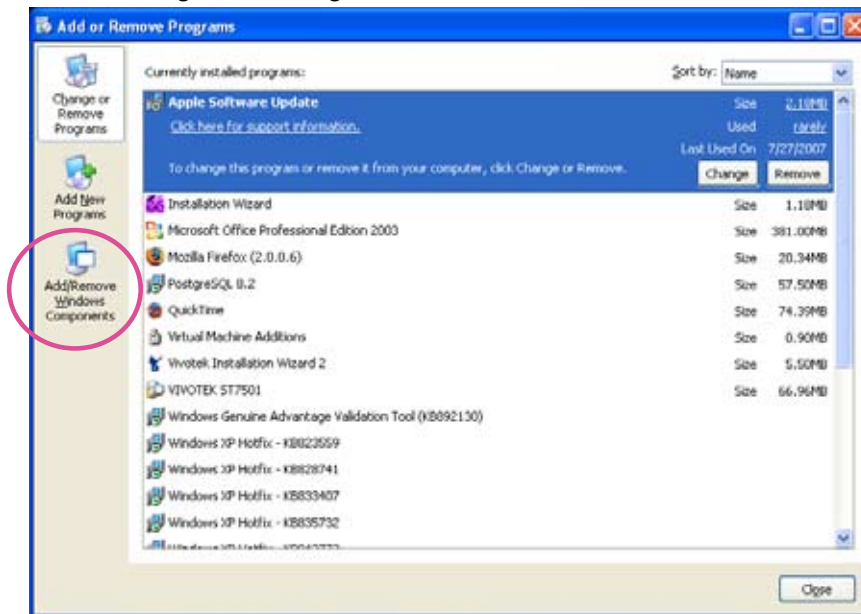 Add or Remove Programs
Change or
Remove
Programs
Add New
Programs
Add/Remove
Windows
Components
Currently installed programs:
Sort by: Name
Apple Software Update
Size 2.18MB
Click here for support information.
Used rarely
Last Used On 7/27/2007
To change this program or remove it from your computer, click Change or Remove.
Change Remove
Installation Wizard Size 1.18MB
Microsoft Office Professional Edition 2003 Size 381.00MB
Mozilla Firefox (2.0.0.6) Size 20.34MB
PostgreSQL 8.2 Size 57.50MB
QuickTime Size 74.39MB
Virtual Machine Additions Size 0.90MB
Vivotek Installation Wizard 2 Size 5.50MB
VIVOTEK ST7501 Size 66.96MB
Windows Genuine Advantage Validation Tool (KB892130)
Windows XP Hotfix - KB823559
Windows XP Hotfix - KB828741
Windows XP Hotfix - KB833407
Windows XP Hotfix - KB835732
Close